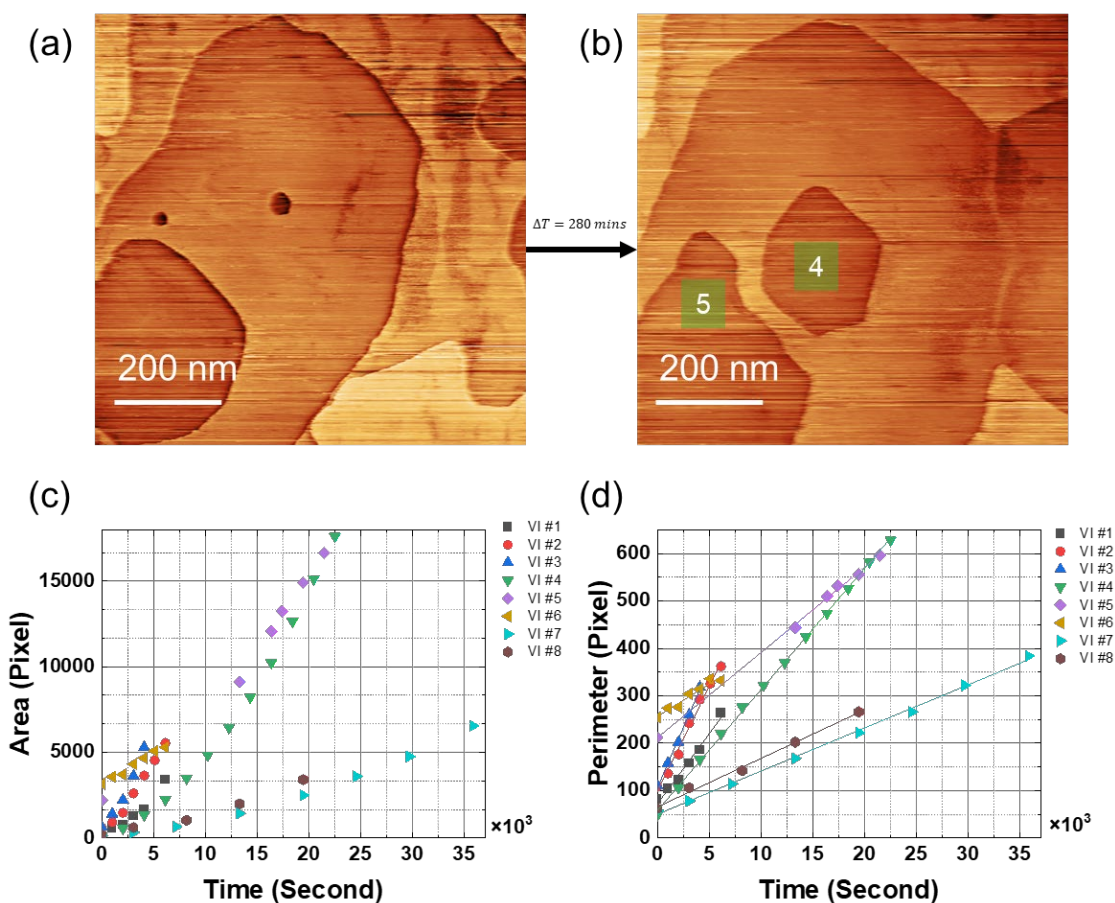 (a)
(b)
ΔT = 280 mins
4
5
200 nm
200 nm
(c)
(d)
Area (Pixel)
15000
10000
5000
0
0 5 10 15 20 25 30 35
×10³
Time (Second)
VI #1
VI #2
VI #3
VI #4
VI #5
VI #6
VI #7
VI #8
Perimeter (Pixel)
600
500
400
300
200
100
0
0 5 10 15 20 25 30 35
×10³
Time (Second)
VI #1
VI #2
VI #3
VI #4
VI #5
VI #6
VI #7
VI #8